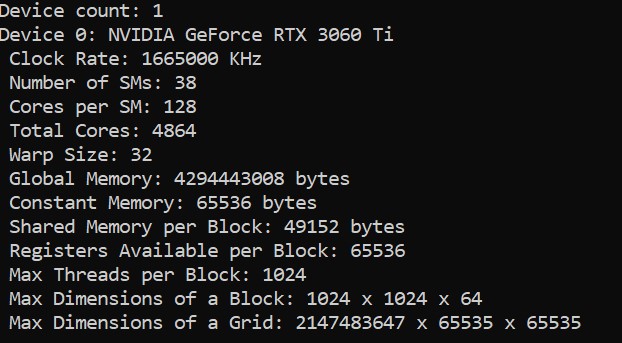 Device count: 1
Device 0: NVIDIA GeForce RTX 3060 Ti
Clock Rate: 1665000 KHz
Number of SMs: 38
Cores per SM: 128
Total Cores: 4864
Warp Size: 32
Global Memory: 4294443008 bytes
Constant Memory: 65536 bytes
Shared Memory per Block: 49152 bytes
Registers Available per Block: 65536
Max Threads per Block: 1024
Max Dimensions of a Block: 1024 x 1024 x 64
Max Dimensions of a Grid: 2147483647 x 65535 x 65535